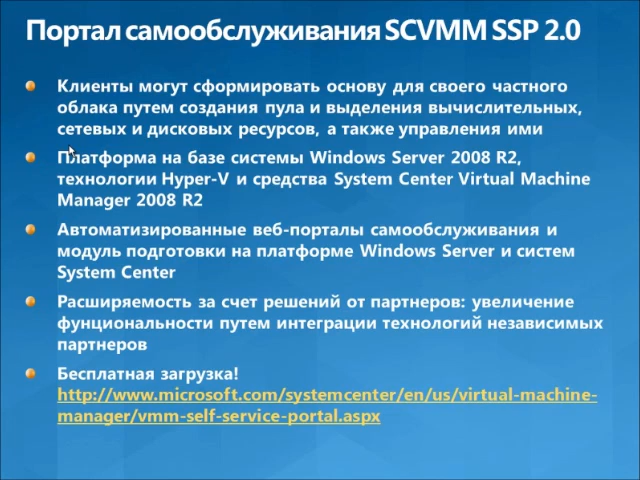 Портал самообслуживания SCVMM SSP 2.0
Клиенты могут сформировать основу для своего частного
облака путем создания пула и выделения вычислительных,
сетевых и дисковых ресурсов, а также управления ими
Платформа на базе системы Windows Server 2008 R2,
технологии Hyper-V и средства System Center Virtual Machine
Manager 2008 R2
Автоматизированные веб-порталы самообслуживания и
модуль подготовки на платформе Windows Server и систем
System Center
Расширяемость за счет решений от партнеров: увеличение
фунциональности путем интеграции технологий независимых
партнеров
Бесплатная загрузка!
http://www.microsoft.com/systemcenter/en/us/virtual-machine-
manager/vmm-self-service-portal.aspx